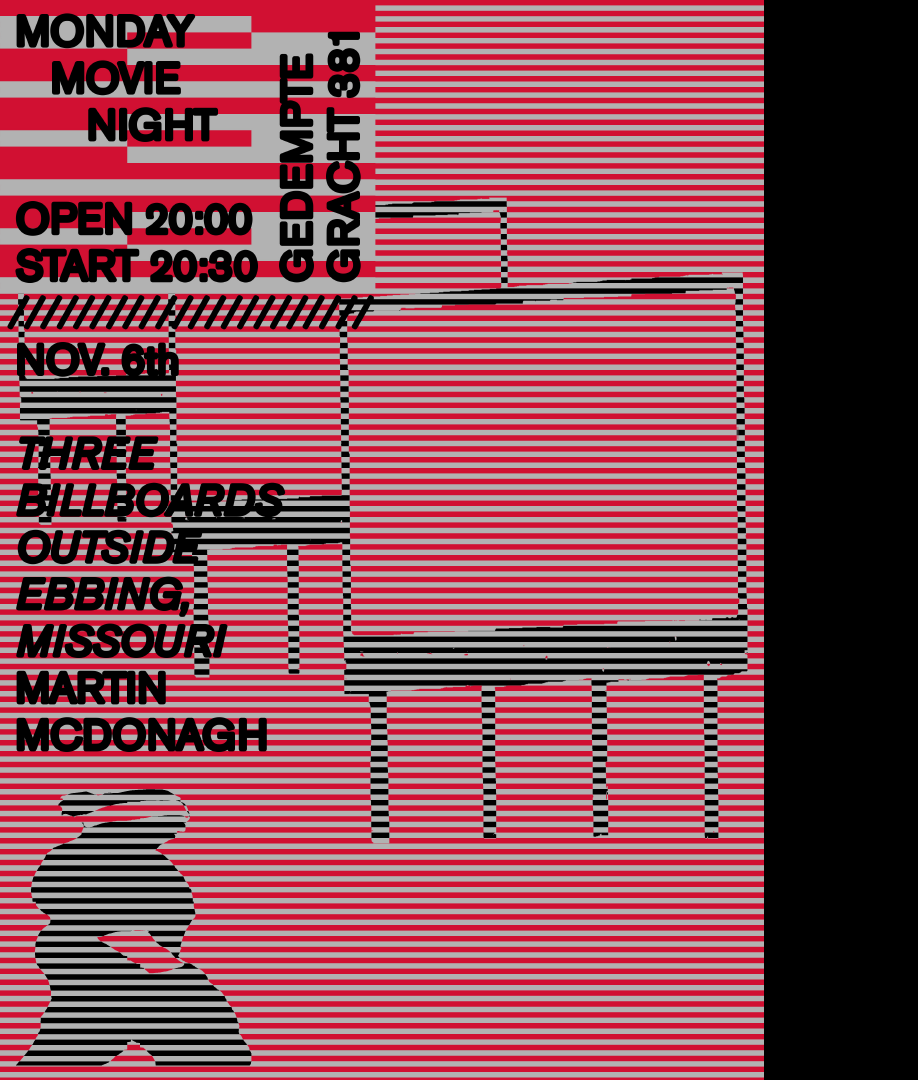 MONDAY
MOVIE
NIGHT
OPEN 20:00
START 20:30
GEDEMPTE
GRACHT 381
NOV. 6th
THREE
BILLBOARDS
OUTSIDE
EBBING,
MISSOURI
MARTIN
MCDONAGH